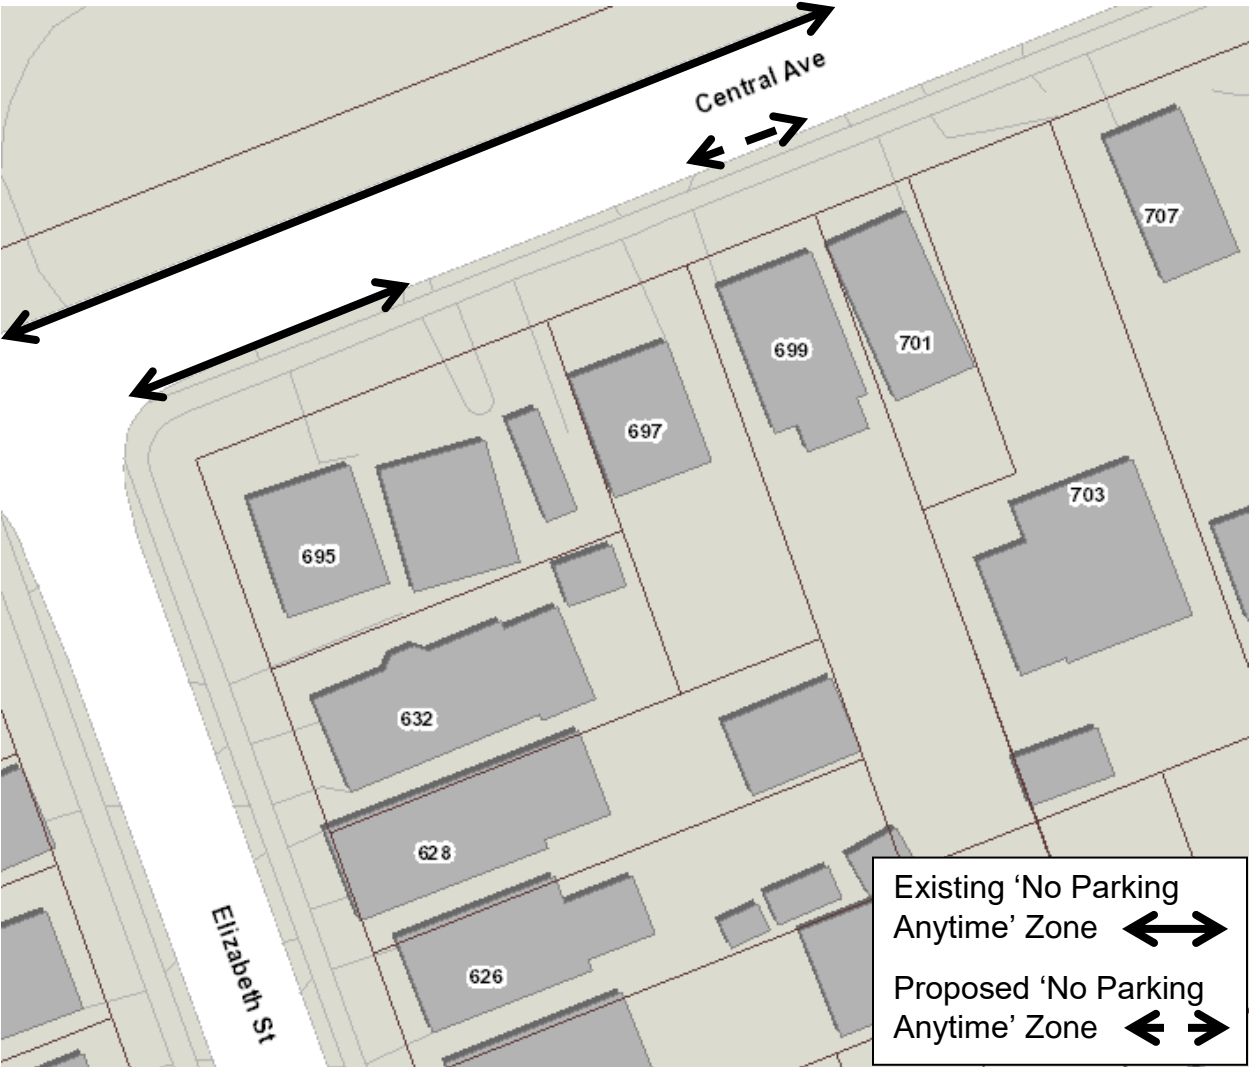 Central Ave
707
699
701
697
703
695
632
628
626
Elizabeth St
Existing ‘No Parking
Anytime’ Zone
Proposed ‘No Parking
Anytime’ Zone